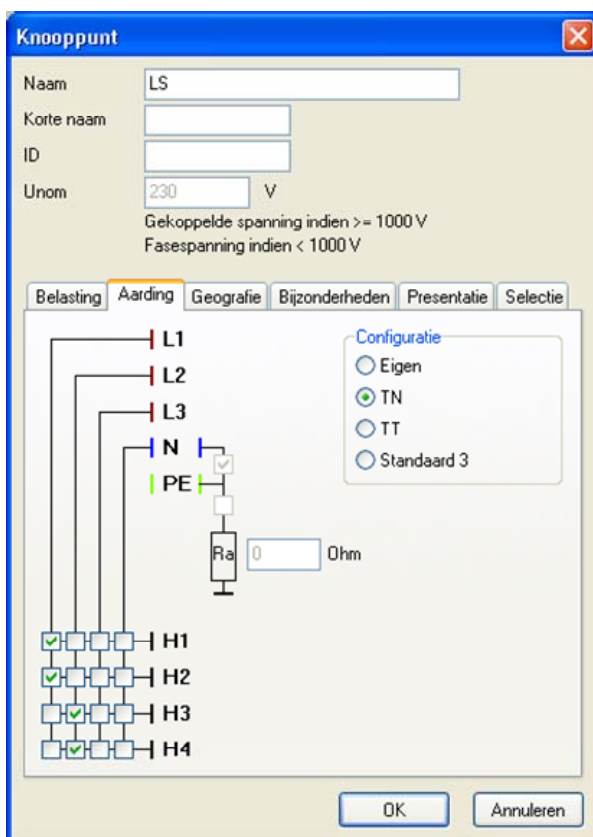 Knooppunt
Naam LS
Korte naam
ID
Unom 230 V
Gekoppelde spanning indien >= 1000 V
Fasespanning indien < 1000 V
Belasting Aarding Geografie Bijzonderheden Presentatie Selectie
L1
L2
L3
N
PE
Ra 0 Ohm
Configuratie
Eigen
TN
TT
Standaard 3
H1
H2
H3
H4
OK Annuleren